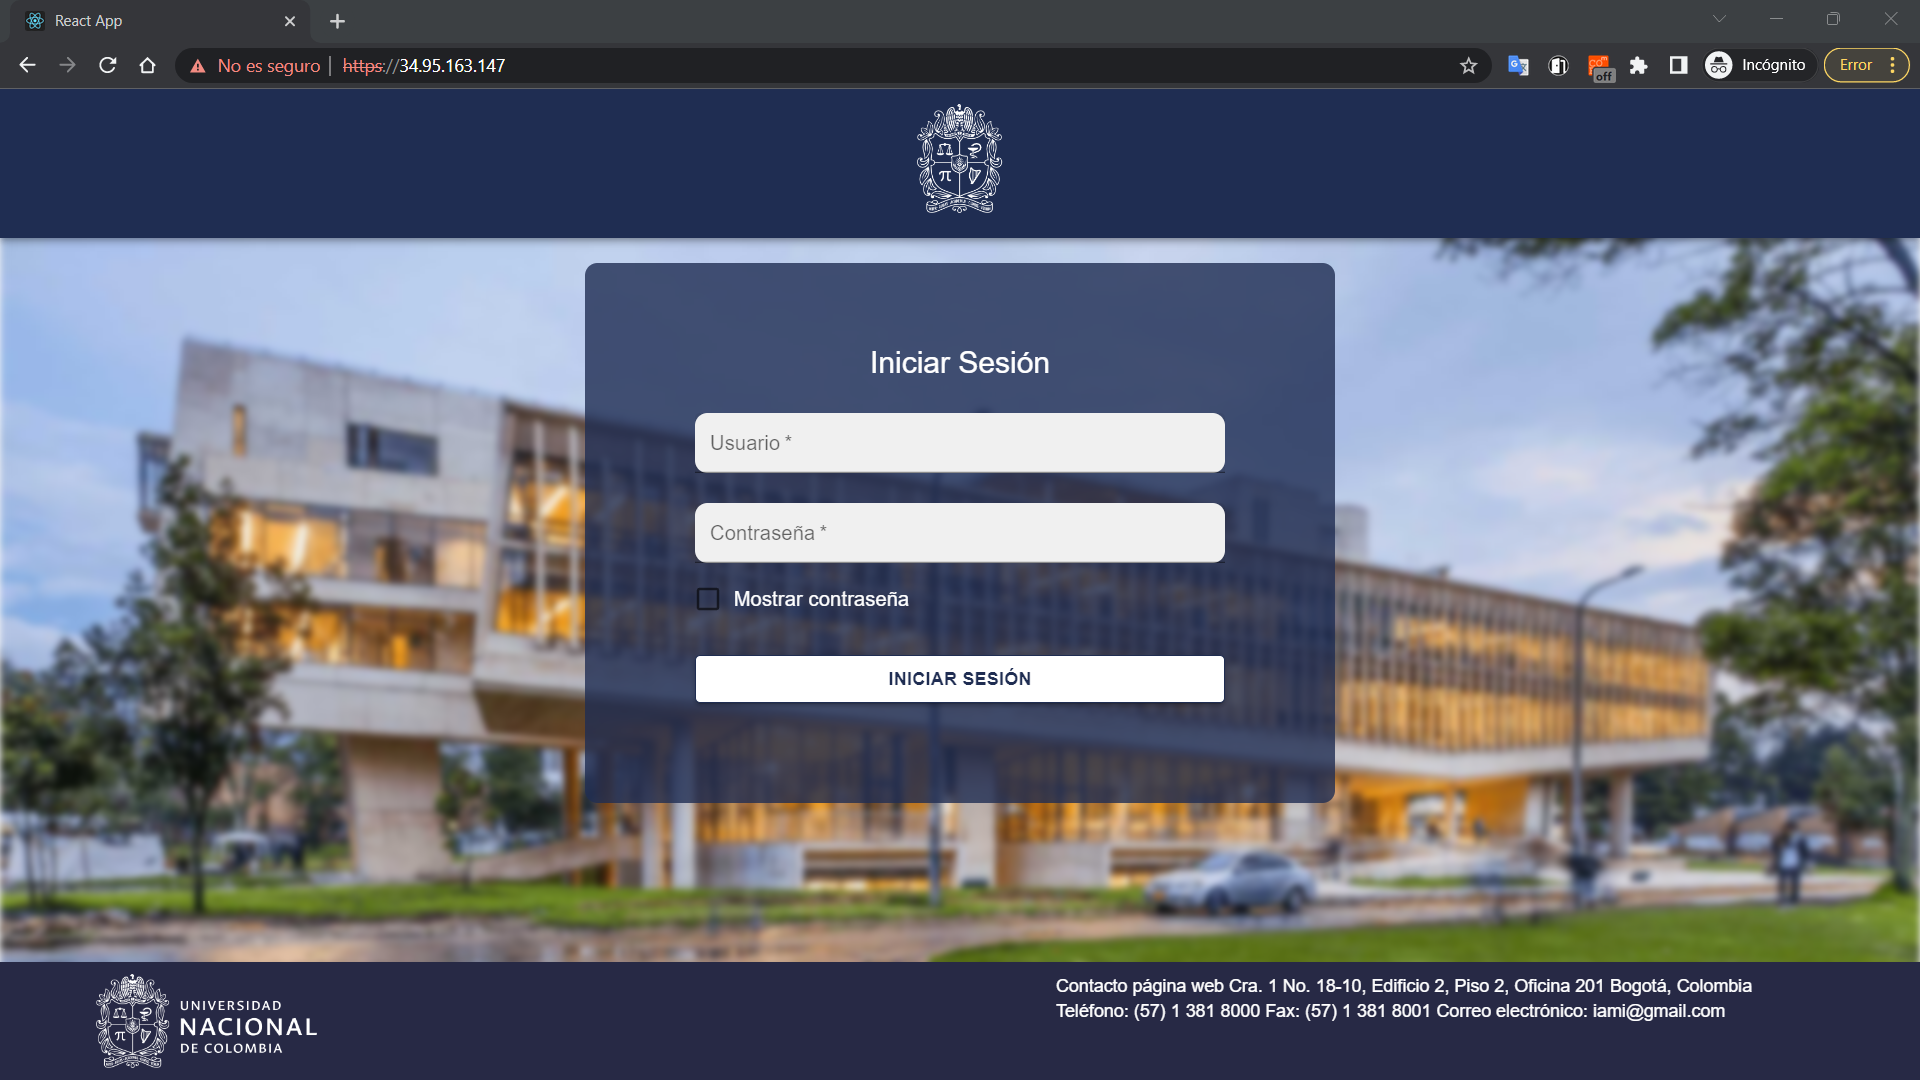 React App
No es seguro | https://34.95.163.147
off
Incógnito
Error
π
Iniciar Sesión
Usuario *
Contraseña *
Mostrar contraseña
INICIAR SESIÓN
π
UNIVERSIDAD
NACIONAL
DE COLOMBIA
Contacto página web Cra. 1 No. 18-10, Edificio 2, Piso 2, Oficina 201 Bogotá, Colombia
Teléfono: (57) 1 381 8000 Fax: (57) 1 381 8001 Correo electrónico: iami@gmail.com